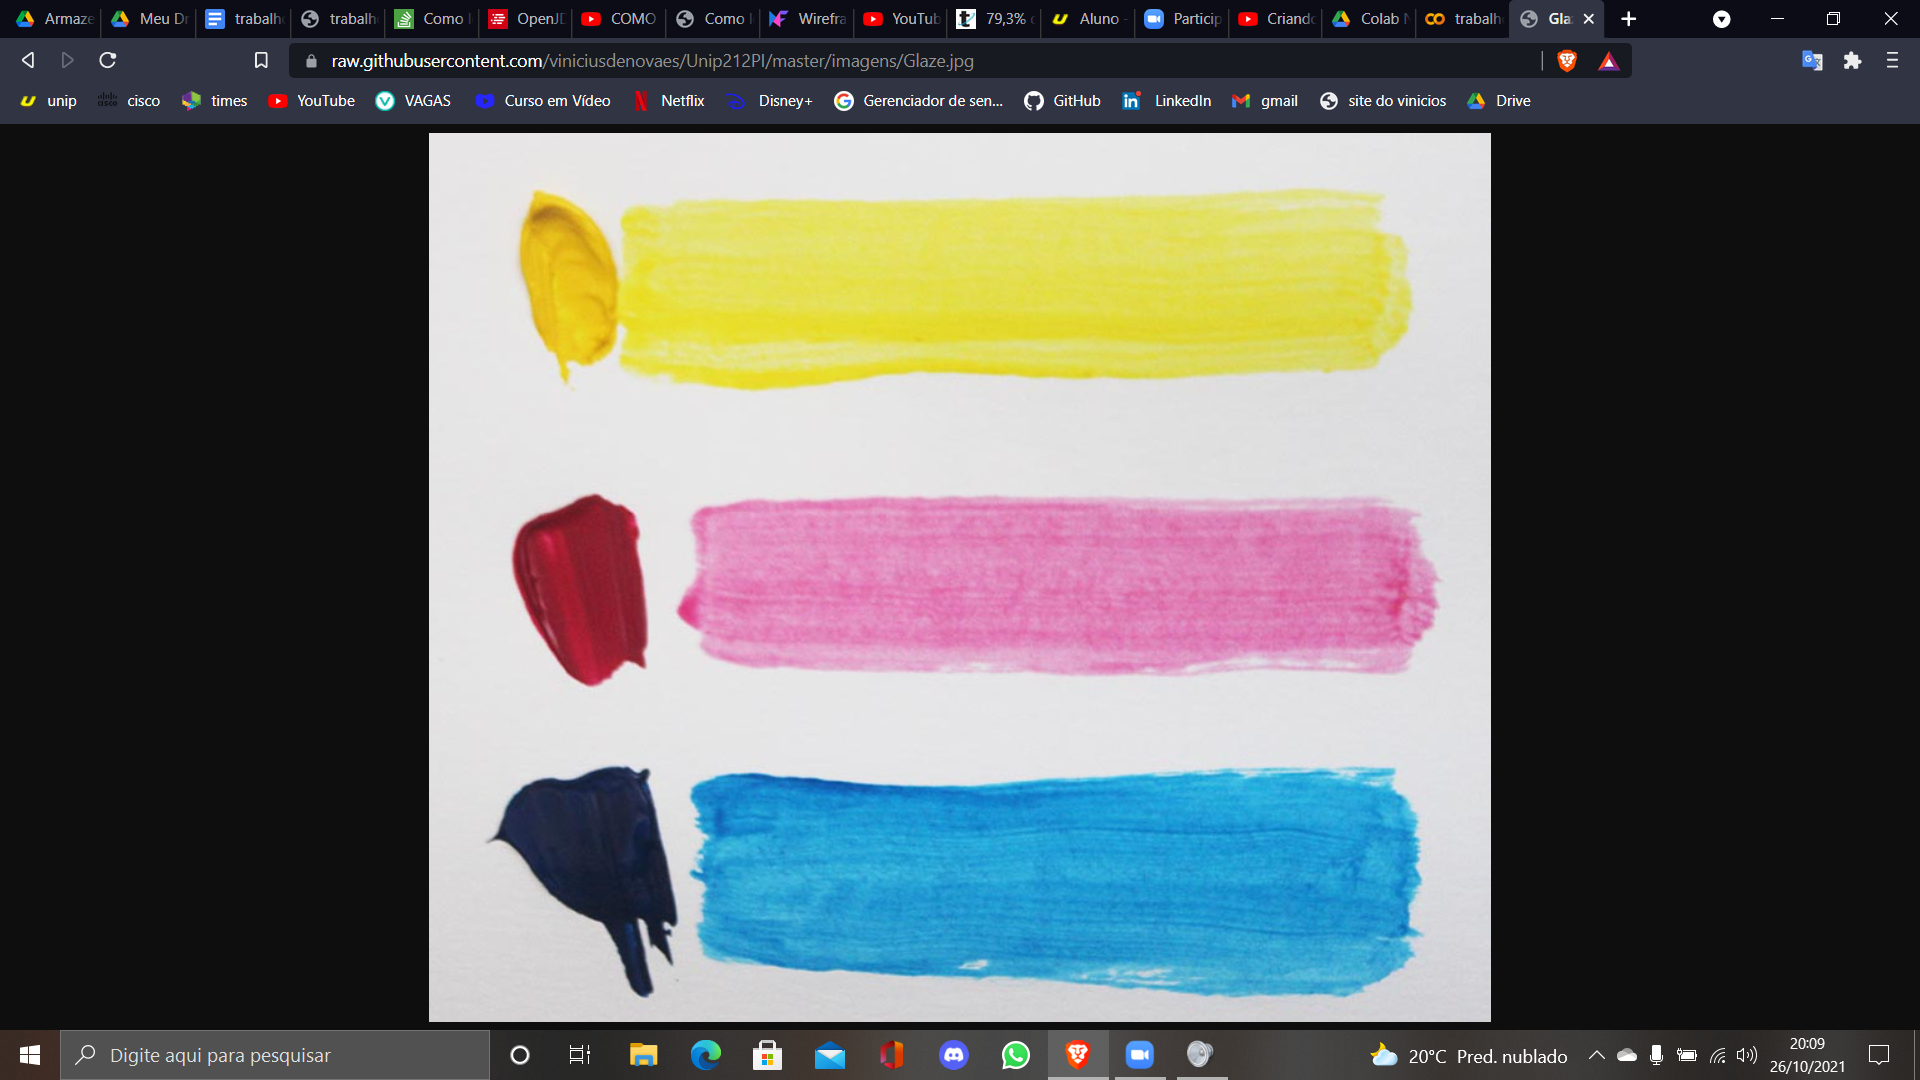 Armaze Meu Dr trabalh trabalh Como OpenJD COMO Como Wirefra YouTub 79,3% Aluno - Particip Criando Colab N trabalh Gla
raw.githubusercontent.com/viniciusdenovaes/Unip212PI/master/imagens/Glaze.jpg
unip cisco times YouTube VAGAS Curso em Vídeo Netflix Disney+ Gerenciador de sen... GitHub LinkedIn gmail site do vinicios Drive
Digite aqui para pesquisar
20°C Pred. nublado
20:09
26/10/2021